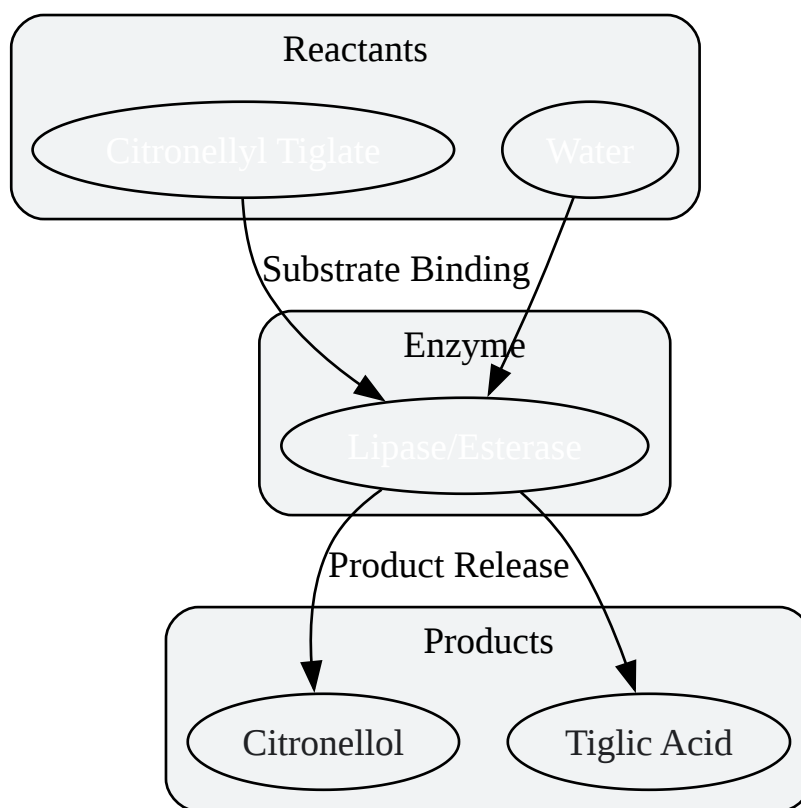 Reactants
Citronellyl Tiglate
Water
Substrate Binding
Enzyme
Lipase/Esterase
Product Release
Products
Citronellol
Tiglic Acid